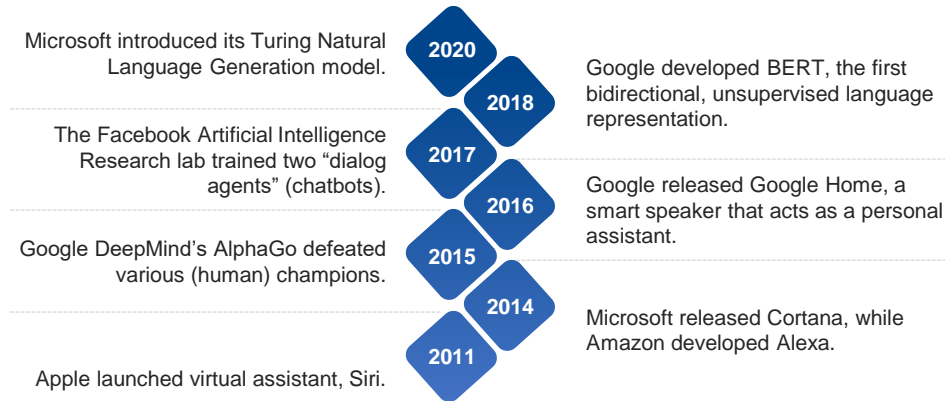 Microsoft introduced its Turing Natural
Language Generation model.
2020
2018
Google developed BERT, the first
bidirectional, unsupervised language
representation.
The Facebook Artificial Intelligence
Research lab trained two “dialog
agents” (chatbots).
2017
2016
Google released Google Home, a
smart speaker that acts as a personal
assistant.
Google DeepMind’s AlphaGo defeated
various (human) champions.
2015
2014
Microsoft released Cortana, while
Amazon developed Alexa.
2011
Apple launched virtual assistant, Siri.